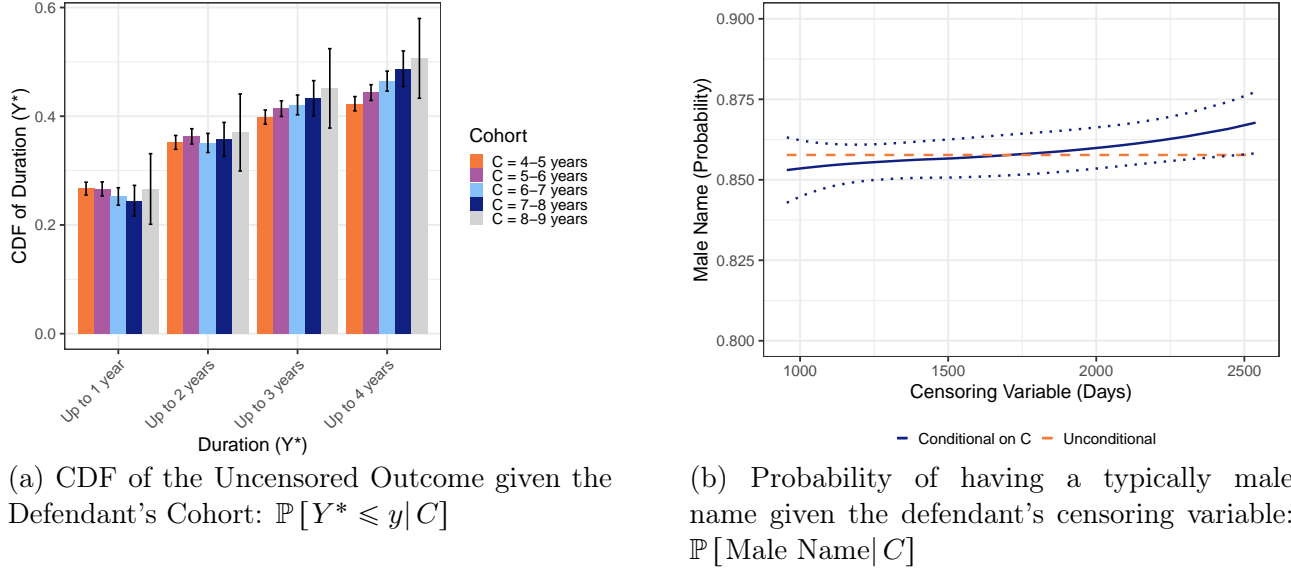 CDF of Duration (Y*)
0.6
0.4
0.2
0.0
Up to 1 year
Up to 2 years
Up to 3 years
Up to 4 years
Duration (Y*)
Cohort
C = 4–5 years
C = 5–6 years
C = 6–7 years
C = 7–8 years
C = 8–9 years
(a) CDF of the Uncensored Outcome given the
Defendant's Cohort: ℙ[Y* ⩽ y| C]
Male Name (Probability)
0.900
0.875
0.850
0.825
0.800
1000
1500
2000
2500
Censoring Variable (Days)
Conditional on C
Unconditional
(b) Probability of having a typically male
name given the defendant's censoring variable:
ℙ[Male Name| C]